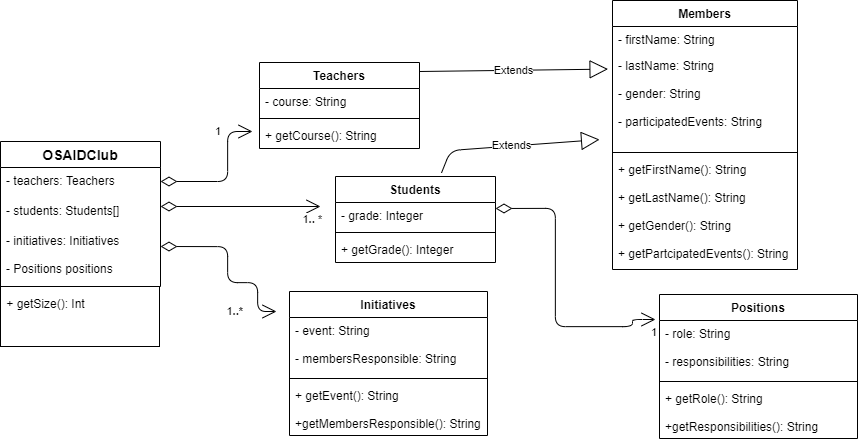 Members
- firstName: String
- lastName: String
- gender: String
- participatedEvents: String
+ getFirstName(): String
+ getLastName(): String
+ getGender(): String
+ getPartcipatedEvents(): String
Teachers
- course: String
+ getCourse(): String
Extends
Extends
1
OSAIDClub
- teachers: Teachers
- students: Students[]
- initiatives: Initiatives
- Positions positions
+ getSize(): Int
Students
- grade: Integer
+ getGrade(): Integer
1.. *
1..*
Initiatives
- event: String
- membersResponsible: String
+ getEvent(): String
+getMembersResponsible(): String
1
Positions
- role: String
- responsibilities: String
+ getRole(): String
+getResponsibilities(): String